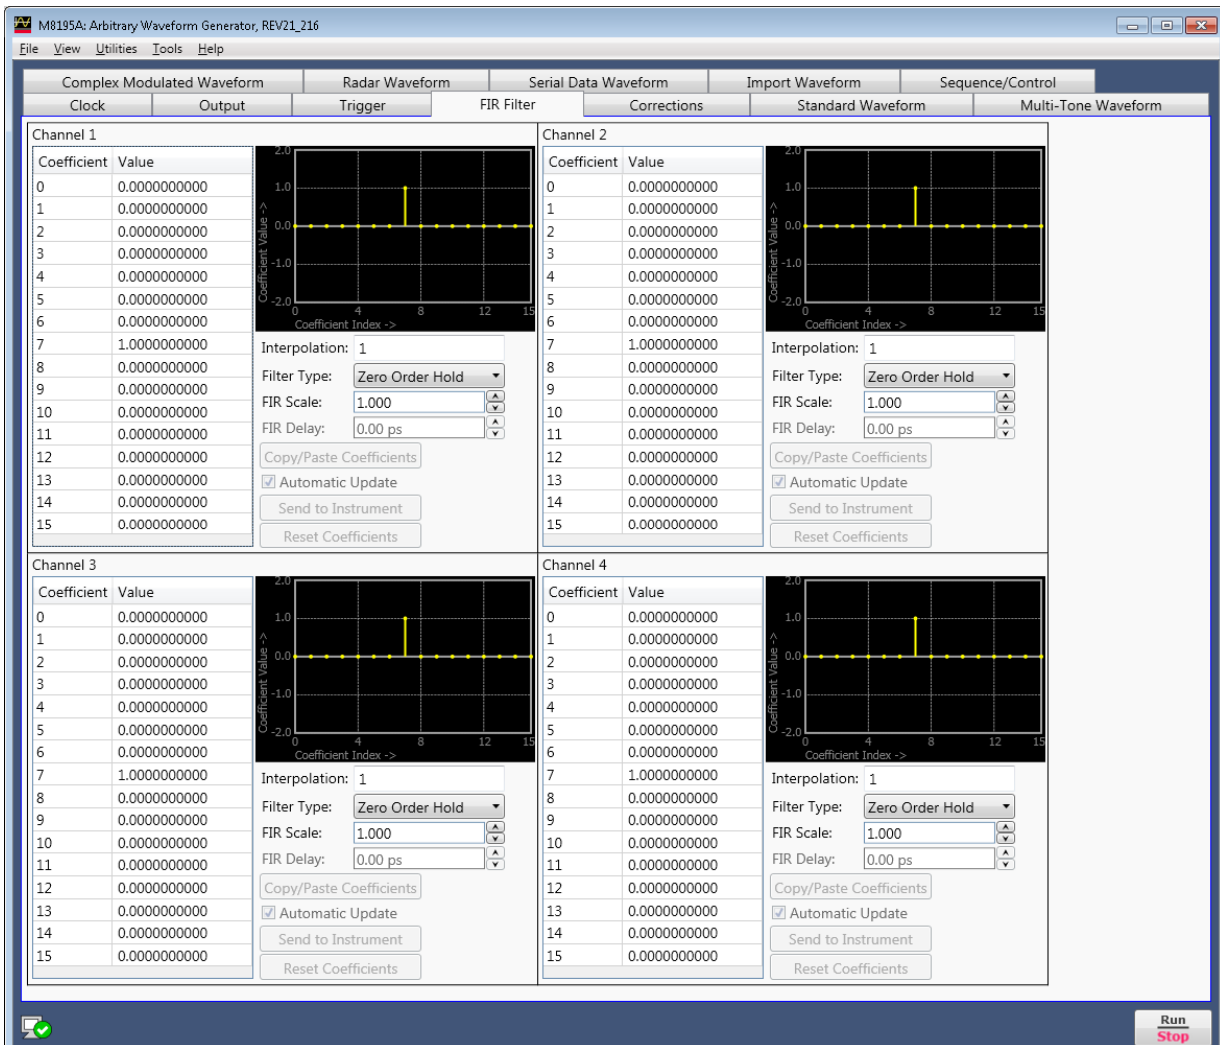 M8195A: Arbitrary Waveform Generator, REV21_216
File View Utilities Tools Help
Complex Modulated Waveform Radar Waveform Serial Data Waveform Import Waveform Sequence/Control
Clock Output Trigger FIR Filter Corrections Standard Waveform Multi-Tone Waveform
Channel 1
Coefficient Value
0 0.0000000000
1 0.0000000000
2 0.0000000000
3 0.0000000000
4 0.0000000000
5 0.0000000000
6 0.0000000000
7 1.0000000000
8 0.0000000000
9 0.0000000000
10 0.0000000000
11 0.0000000000
12 0.0000000000
13 0.0000000000
14 0.0000000000
15 0.0000000000
2.0
1.0
0.0
-1.0
-2.0
Coefficient Value ->
0 4 8 12 15
Coefficient Index ->
Interpolation: 1
Filter Type: Zero Order Hold
FIR Scale: 1.000
FIR Delay: 0.00 ps
Copy/Paste Coefficients
Automatic Update
Send to Instrument
Reset Coefficients
Channel 2
Coefficient Value
0 0.0000000000
1 0.0000000000
2 0.0000000000
3 0.0000000000
4 0.0000000000
5 0.0000000000
6 0.0000000000
7 1.0000000000
8 0.0000000000
9 0.0000000000
10 0.0000000000
11 0.0000000000
12 0.0000000000
13 0.0000000000
14 0.0000000000
15 0.0000000000
2.0
1.0
0.0
-1.0
-2.0
Coefficient Value ->
0 4 8 12 15
Coefficient Index ->
Interpolation: 1
Filter Type: Zero Order Hold
FIR Scale: 1.000
FIR Delay: 0.00 ps
Copy/Paste Coefficients
Automatic Update
Send to Instrument
Reset Coefficients
Channel 3
Coefficient Value
0 0.0000000000
1 0.0000000000
2 0.0000000000
3 0.0000000000
4 0.0000000000
5 0.0000000000
6 0.0000000000
7 1.0000000000
8 0.0000000000
9 0.0000000000
10 0.0000000000
11 0.0000000000
12 0.0000000000
13 0.0000000000
14 0.0000000000
15 0.0000000000
2.0
1.0
0.0
-1.0
-2.0
Coefficient Value ->
0 4 8 12 15
Coefficient Index ->
Interpolation: 1
Filter Type: Zero Order Hold
FIR Scale: 1.000
FIR Delay: 0.00 ps
Copy/Paste Coefficients
Automatic Update
Send to Instrument
Reset Coefficients
Channel 4
Coefficient Value
0 0.0000000000
1 0.0000000000
2 0.0000000000
3 0.0000000000
4 0.0000000000
5 0.0000000000
6 0.0000000000
7 1.0000000000
8 0.0000000000
9 0.0000000000
10 0.0000000000
11 0.0000000000
12 0.0000000000
13 0.0000000000
14 0.0000000000
15 0.0000000000
2.0
1.0
0.0
-1.0
-2.0
Coefficient Value ->
0 4 8 12 15
Coefficient Index ->
Interpolation: 1
Filter Type: Zero Order Hold
FIR Scale: 1.000
FIR Delay: 0.00 ps
Copy/Paste Coefficients
Automatic Update
Send to Instrument
Reset Coefficients
Run
Stop